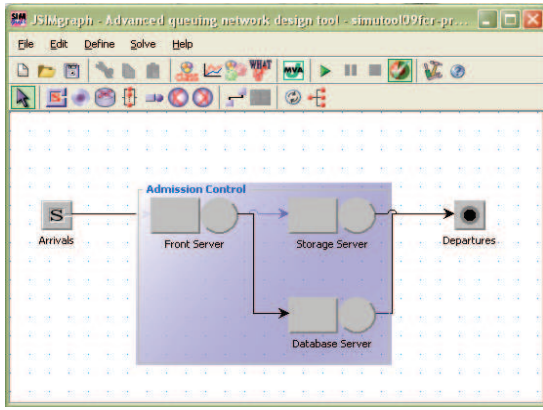 JSIMgraph - Advanced queuing network design tool - simutool09fcr-pr...
File Edit Define Solve Help
WHAT
MVA
S
Admission Control
S
Arrivals
Front Server
Storage Server
Departures
Database Server